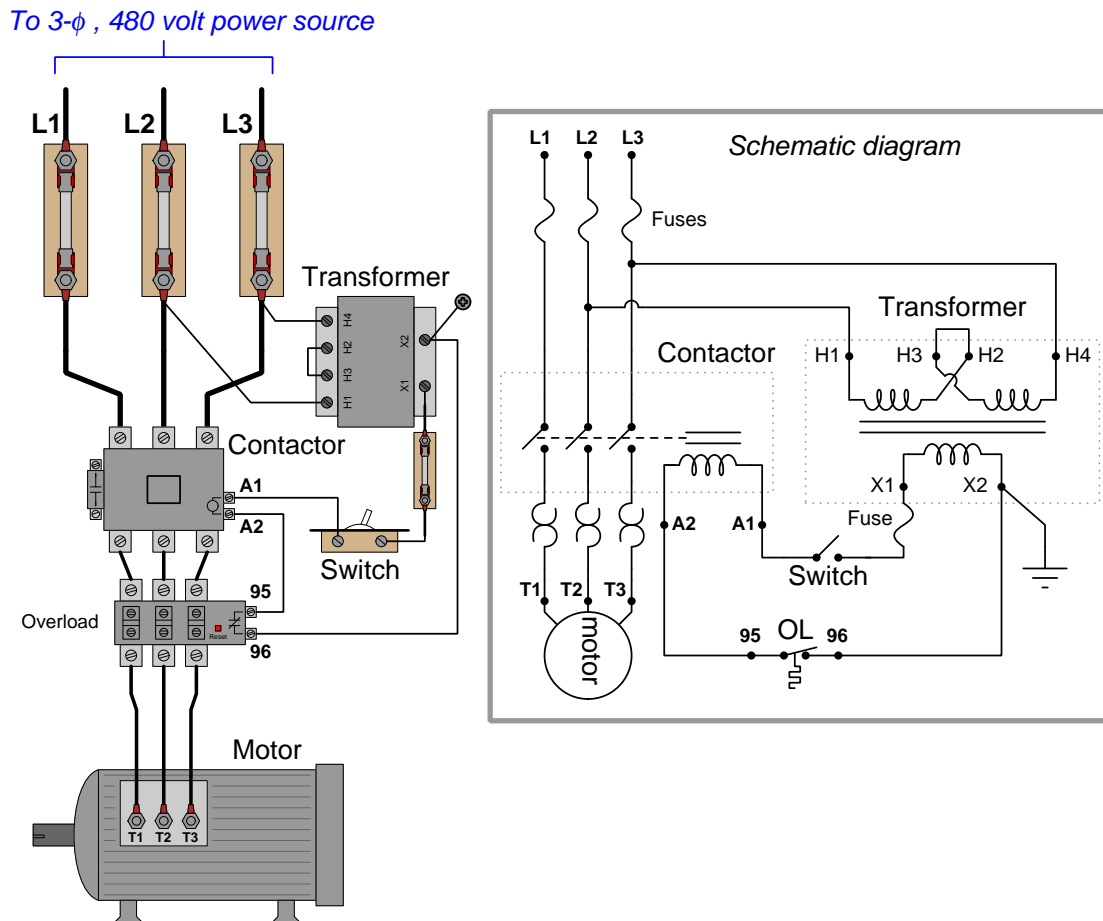 To 3-ϕ , 480 volt power source
L1 L2 L3
Transformer
H4
H2
H3
H1
X2
X1
Contactor
A1
A2
Switch
95
Overload
Reset
96
Motor
T1 T2 T3
Schematic diagram
L1 L2 L3
Fuses
Transformer
Contactor
H1 H3 H2 H4
X1 X2
A2 A1
Fuse
Switch
T1 T2 T3
motor
95 OL 96